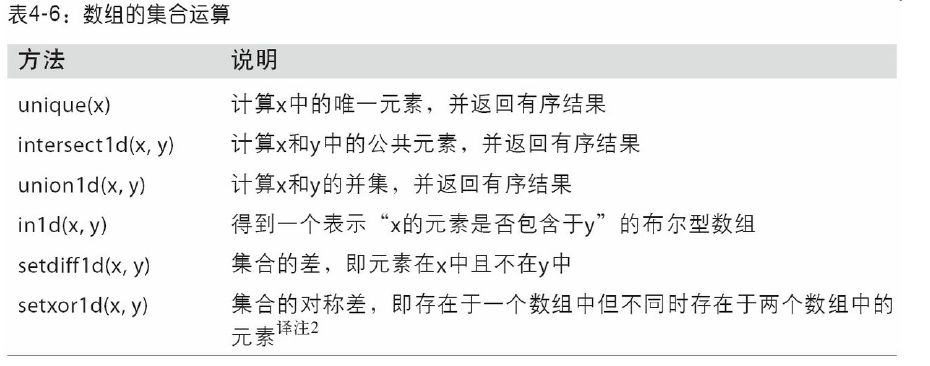 表4-6：数组的集合运算
方法 说明
unique(x) 计算x中的唯一元素，并返回有序结果
intersect1d(x, y) 计算x和y中的公共元素，并返回有序结果
union1d(x, y) 计算x和y的并集，并返回有序结果
in1d(x, y) 得到一个表示“x的元素是否包含于y”的布尔型数组
setdiff1d(x, y) 集合的差，即元素在x中且不在y中
setxor1d(x, y) 集合的对称差，即存在于一个数组中但不同时存在于两个数组中的
元素译注2